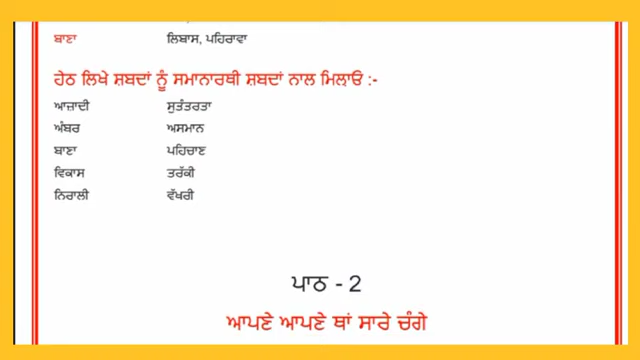 ਬਾਣਾ ਲਿਬਾਸ, ਪਹਿਰਾਵਾ
ਹੇਠ ਲਿਖੇ ਸ਼ਬਦਾਂ ਨੂੰ ਸਮਾਨਾਰਥੀ ਸ਼ਬਦਾਂ ਨਾਲ ਮਿਲਾਓ :-
ਆਜ਼ਾਦੀ ਸੁਤੰਤਰਤਾ
ਅੰਬਰ ਅਸਮਾਨ
ਬਾਣਾ ਪਹਿਚਾਣ
ਵਿਕਾਸ ਤਰੱਕੀ
ਨਿਰਾਲੀ ਵੱਖਰੀ
ਪਾਠ - 2
ਆਪਣੇ ਆਪਣੇ ਥਾਂ ਸਾਰੇ ਚੰਗੇ